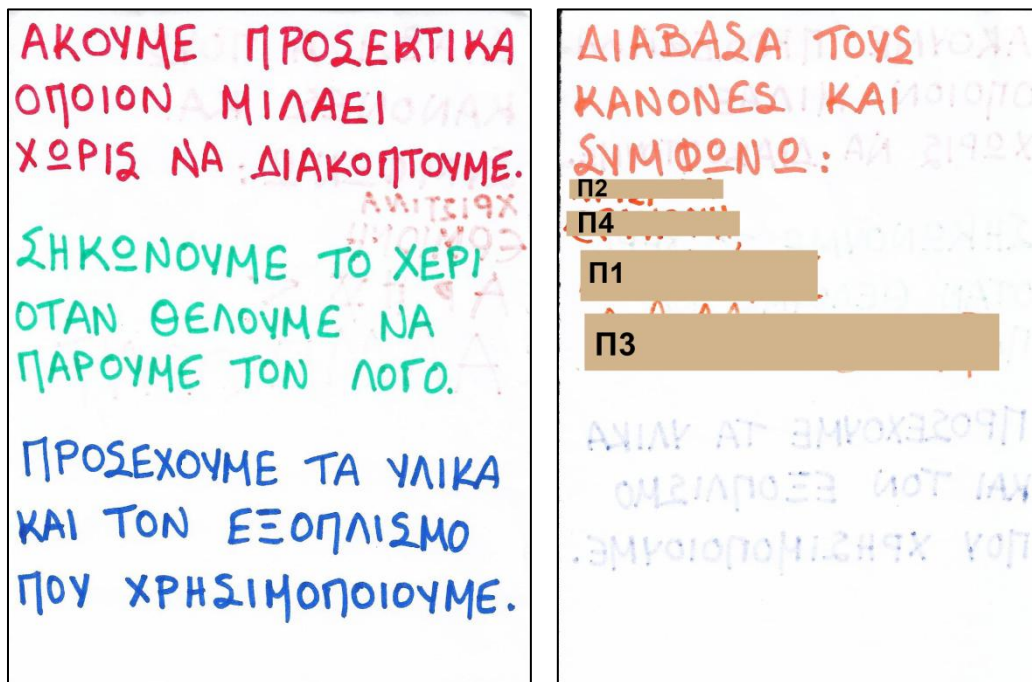 ΑΚΟΥΜΕ ΠΡΟΣΕΚΤΙΚΑ
ΟΠΟΙΟΝ ΜΙΛΑΕΙ
ΧΩΡΙΣ ΝΑ ΔΙΑΚΟΠΤΟΥΜΕ.
ΣΗΚΩΝΟΥΜΕ ΤΟ ΧΕΡΙ
ΟΤΑΝ ΘΕΛΟΥΜΕ ΝΑ
ΠΑΡΟΥΜΕ ΤΟΝ ΛΟΓΟ.
ΠΡΟΣΕΧΟΥΜΕ ΤΑ ΥΛΙΚΑ
ΚΑΙ ΤΟΝ ΕΞΟΠΛΙΣΜΟ
ΠΟΥ ΧΡΗΣΙΜΟΠΟΙΟΥΜΕ.
ΔΙΑΒΑΣΑ ΤΟΥΣ
ΚΑΝΟΝΕΣ ΚΑΙ
ΣΥΜΦΩΝΩ:
Π2
Π4
Π1
Π3